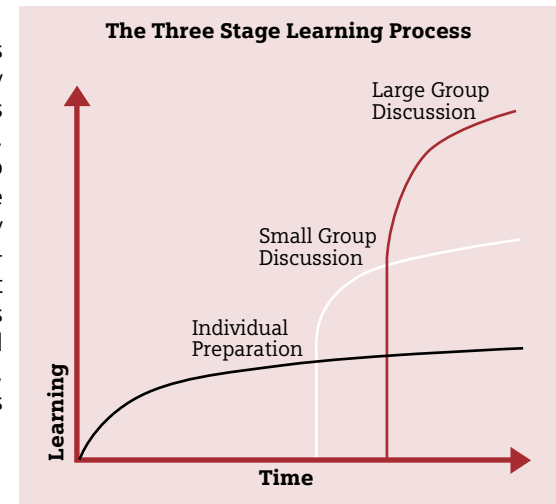 The Three Stage Learning Process
Large Group
Discussion
Small Group
Discussion
Individual
Preparation
Learning
Time